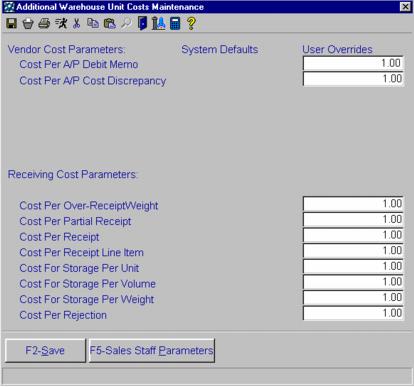 Additional Warehouse Unit Costs Maintenance
Vendor Cost Parameters: System Defaults User Overrides
Cost Per A/P Debit Memo 1.00
Cost Per A/P Cost Discrepancy 1.00
Receiving Cost Parameters:
Cost Per Over-ReceiptWeight 1.00
Cost Per Partial Receipt 1.00
Cost Per Receipt 1.00
Cost Per Receipt Line Item 1.00
Cost For Storage Per Unit 1.00
Cost For Storage Per Volume 1.00
Cost For Storage Per Weight 1.00
Cost Per Rejection 1.00
F2-Save F5-Sales Staff Parameters